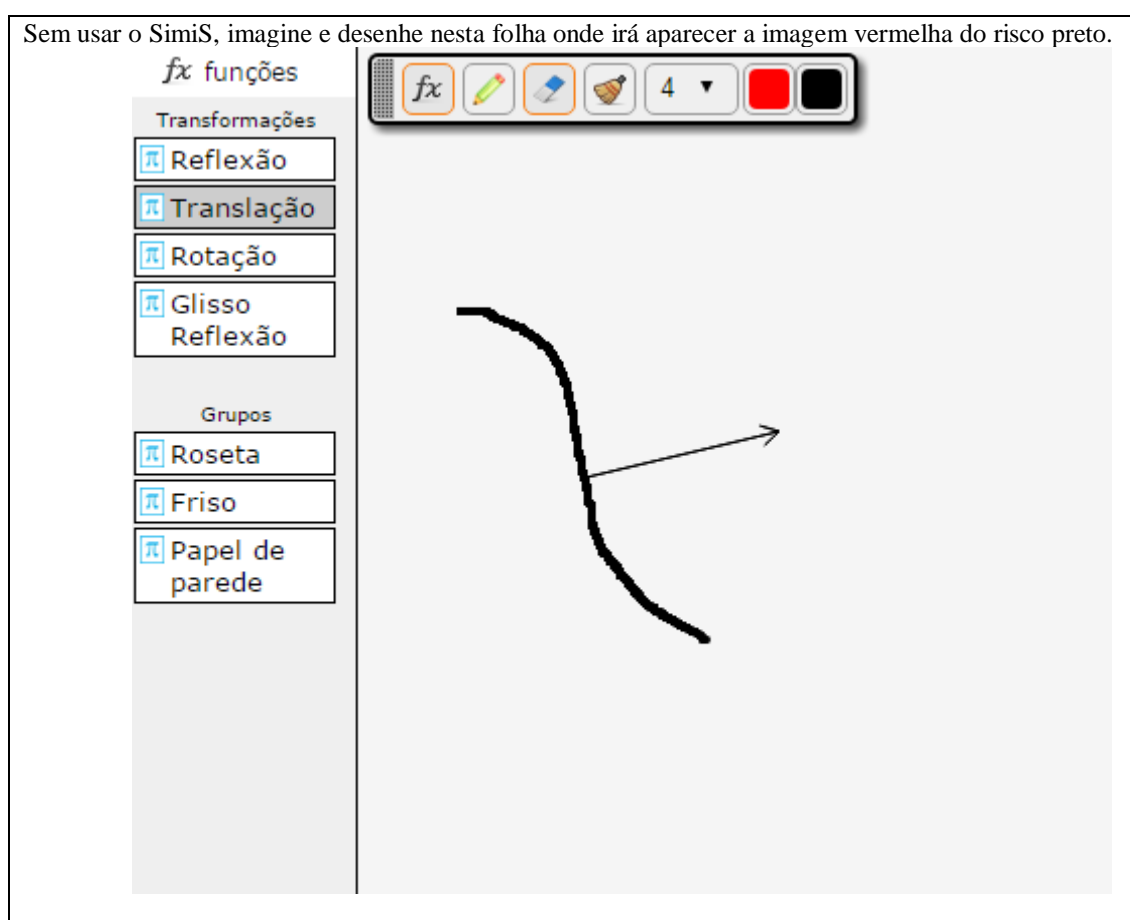 Sem usar o SimiS, imagine e desenhe nesta folha onde irá aparecer a imagem vermelha do risco preto.
fx funções
fx
4
Transformações
π Reflexão
π Translação
π Rotação
π Glisso
Reflexão
Grupos
π Roseta
π Friso
π Papel de
parede